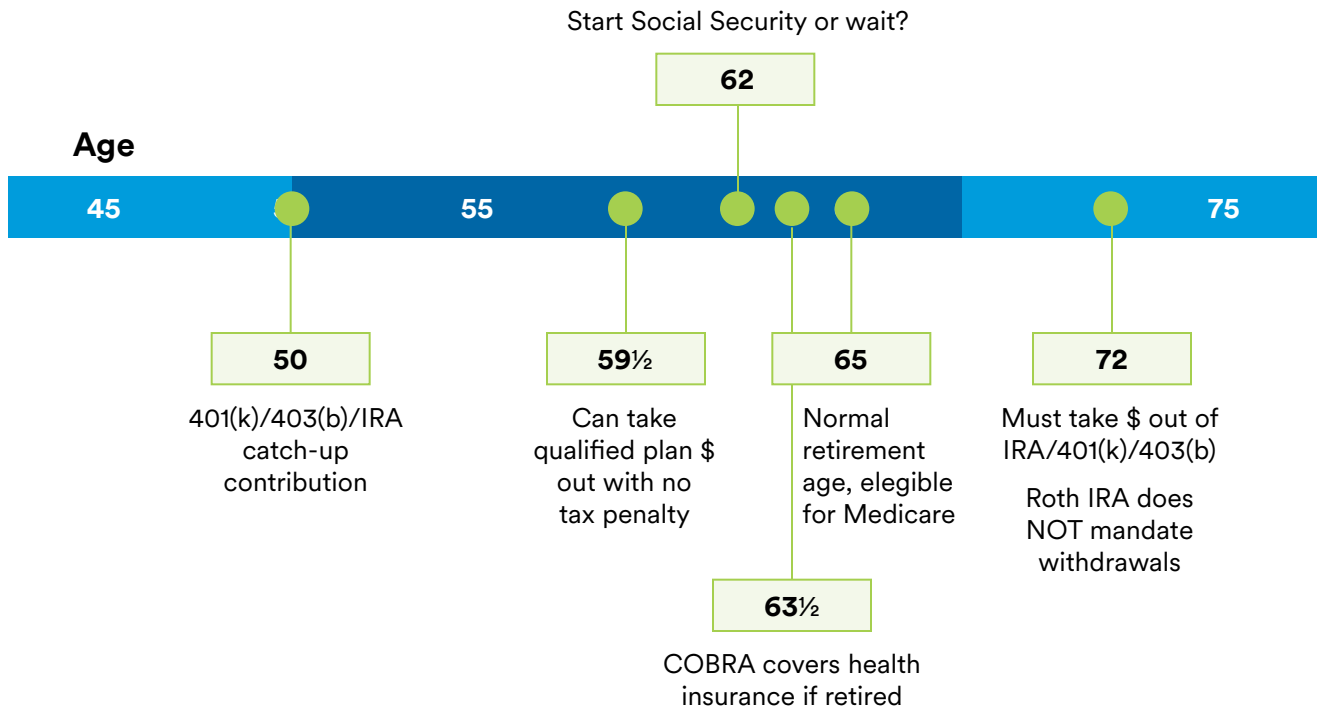 Start Social Security or wait?
62
Age
45
55
75
50
401(k)/403(b)/IRA
catch-up
contribution
59½
Can take
qualified plan $
out with no
tax penalty
65
Normal
retirement
age, elegible
for Medicare
72
Must take $ out of
IRA/401(k)/403(b)
Roth IRA does
NOT mandate
withdrawals
63½
COBRA covers health
insurance if retired